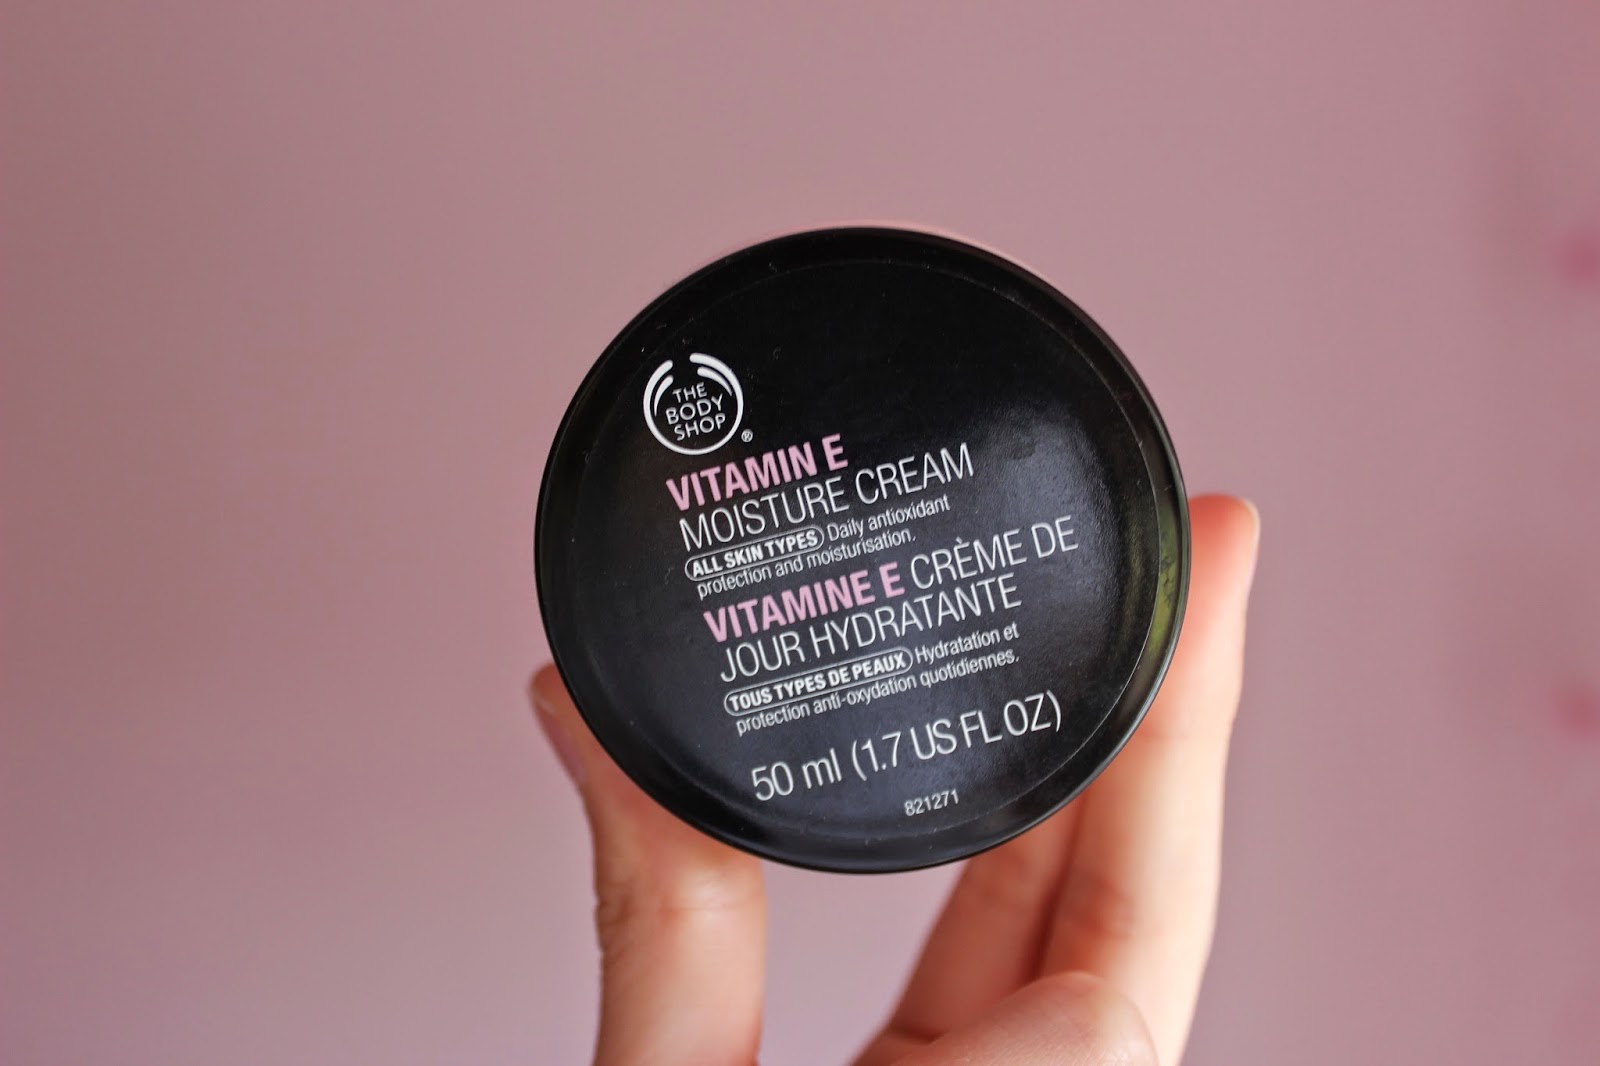 THE
BODY
SHOP
®
VITAMIN E
MOISTURE CREAM
ALL SKIN TYPES Daily antioxidant
protection and moisturisation.
VITAMINE E CRÈME DE
JOUR HYDRATANTE
TOUS TYPES DE PEAUX Hydratation et
protection anti-oxydation quotidiennes.
50 ml (1.7 US FL OZ)
821271